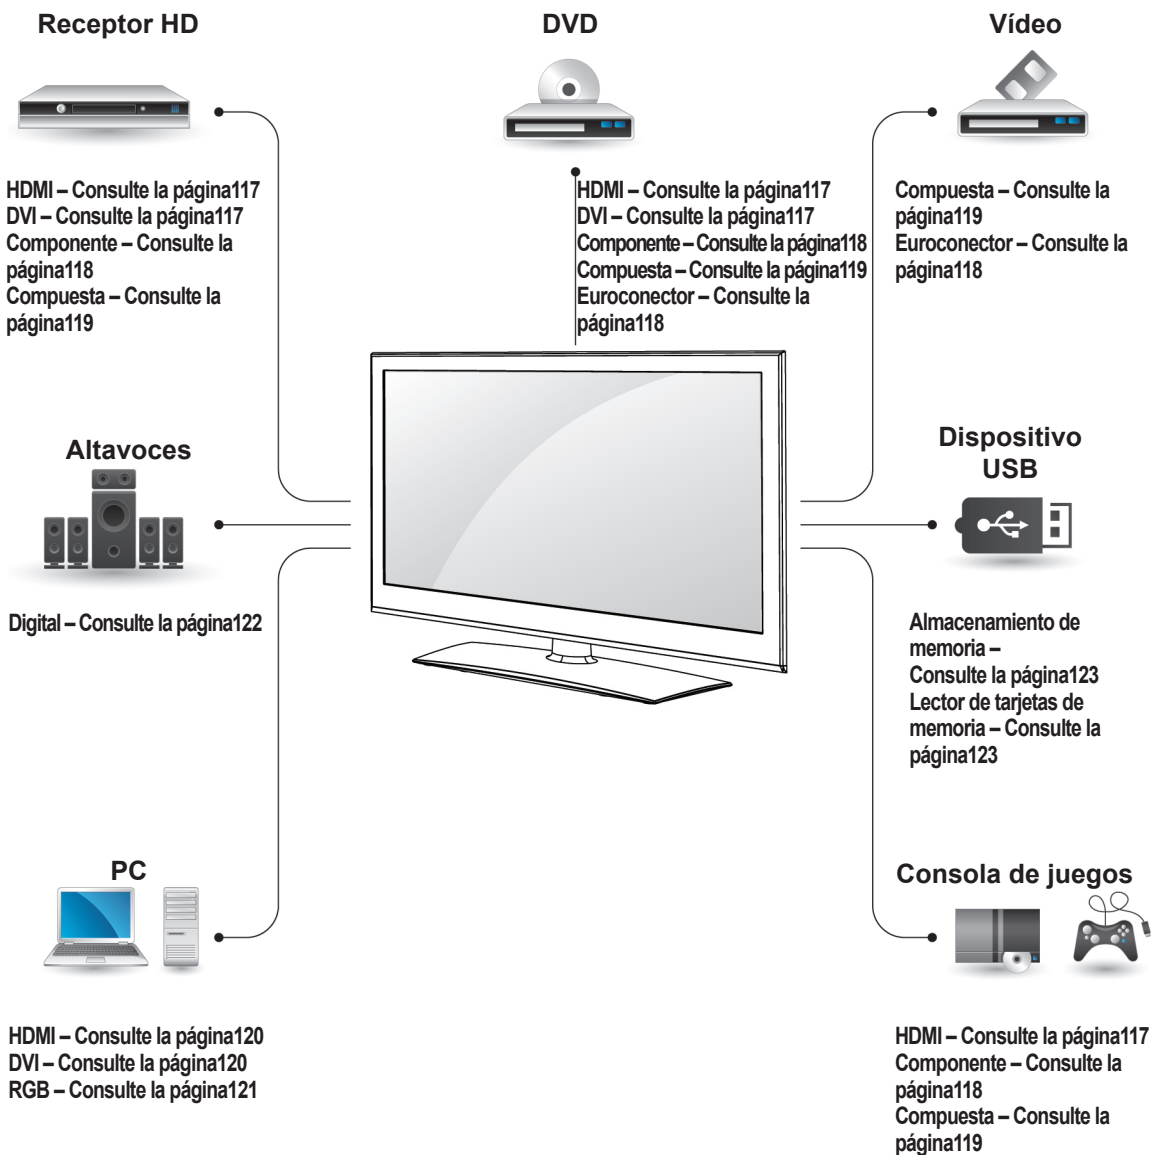 Receptor HD
HDMI – Consulte la página117
DVI – Consulte la página117
Componente – Consulte la
página118
Compuesta – Consulte la
página119
DVD
HDMI – Consulte la página117
DVI – Consulte la página117
Componente – Consulte la página118
Compuesta – Consulte la página119
Euroconector – Consulte la
página118
Vídeo
Compuesta – Consulte la
página119
Euroconector – Consulte la
página118
Altavoces
Digital – Consulte la página122
Dispositivo
USB
Almacenamiento de
memoria –
Consulte la página123
Lector de tarjetas de
memoria – Consulte la
página123
PC
HDMI – Consulte la página120
DVI – Consulte la página120
RGB – Consulte la página121
Consola de juegos
HDMI – Consulte la página117
Componente – Consulte la
página118
Compuesta – Consulte la
página119